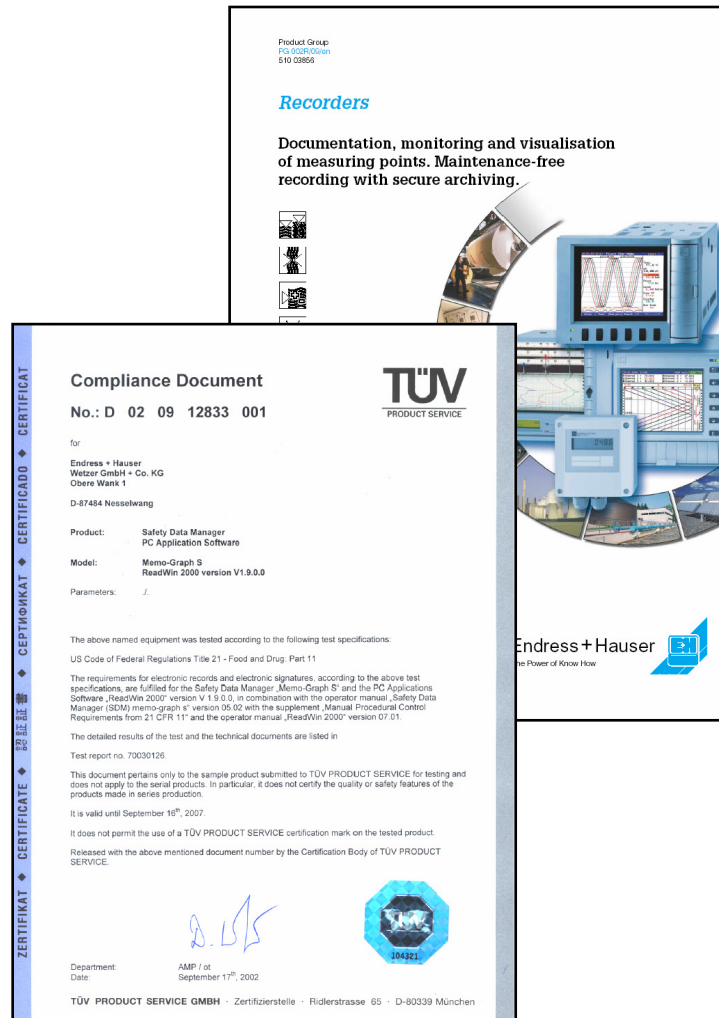 Product Group
PG 002R/09/en
510 03856
Recorders
Documentation, monitoring and visualisation
of measuring points. Maintenance-free
recording with secure archiving.
Endress+Hauser
The Power of Know How
ZERTIFIKAT ◆ CERTIFICATE ◆ 認証証書 ◆ СЕРТИФИКАТ ◆ CERTIFICADO ◆ CERTIFICAT
Compliance Document
No.: D 02 09 12833 001
TÜV
PRODUCT SERVICE
for
Endress + Hauser
Wetzer GmbH + Co. KG
Obere Wank 1
D-87484 Nesselwang
Product: Safety Data Manager
PC Application Software
Model: Memo-Graph S
ReadWin 2000 version V1.9.0.0
Parameters: ./.
The above named equipment was tested according to the following test specifications:
US Code of Federal Regulations Title 21 - Food and Drug: Part 11
The requirements for electronic records and electronic signatures, according to the above test
specifications, are fulfilled for the Safety Data Manager „Memo-Graph S“ and the PC Applications
Software „ReadWin 2000“ version V 1.9.0.0, in combination with the operator manual „Safety Data
Manager (SDM) memo-graph s“ version 05.02 with the supplement „Manual Procedural Control
Requirements from 21 CFR 11“ and the operator manual „ReadWin 2000“ version 07.01.
The detailed results of the test and the technical documents are listed in
Test report no. 70030126.
This document pertains only to the sample product submitted to TÜV PRODUCT SERVICE for testing and
does not apply to the serial products. In particular, it does not certify the quality or safety features of the
products made in series production.
It is valid until September 16th, 2007.
It does not permit the use of a TÜV PRODUCT SERVICE certification mark on the tested product.
Released with the above mentioned document number by the Certification Body of TÜV PRODUCT
SERVICE.
104321
Department: AMP / ot
Date: September 17th, 2002
TÜV PRODUCT SERVICE GMBH · Zertifizierstelle · Ridlerstrasse 65 · D-80339 München